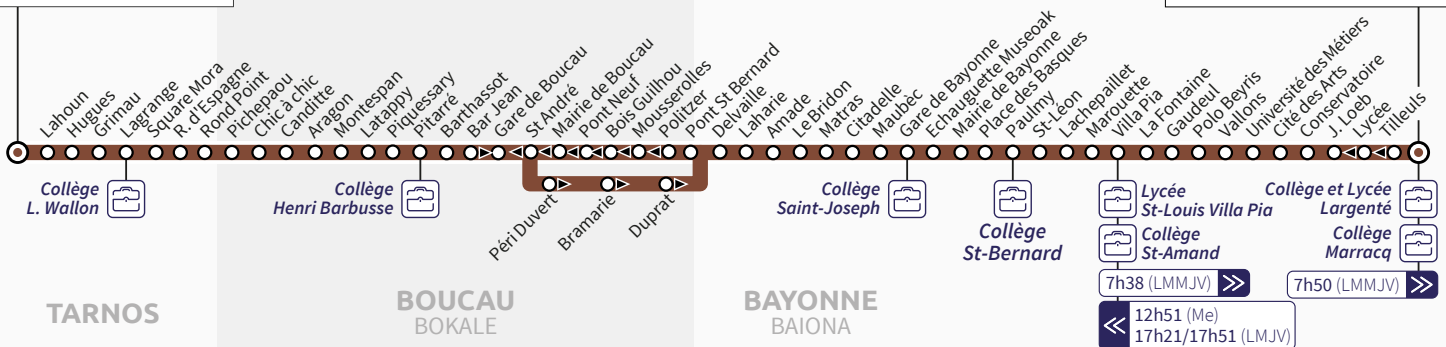 Lahoun
Hugues
Grimau
Lagrange
Square Mora
R. d'Espagne
Rond Point
Pichepaou
Chic à chic
Canditte
Aragon
Montespan
Latappy
Piquessary
Pitarré
Barthassot
Bar Jean
Gare de Boucau
St André
Mairie de Boucau
Pont Neuf
Bois Guilhou
Mousserolles
Politzer
Pont St Bernard
Delvaille
Laharie
Amade
Le Bridon
Matras
Citadelle
Maubèc
Gare de Bayonne
Echauguette Museoak
Mairie de Bayonne
Place des Basques
Paulmy
St-Léon
Lachepaillet
Marouette
Villa Pia
La Fontaine
Gaudeul
Polo Beyris
Vallons
Université des Métiers
Cité des Arts
Conservatoire
J. Loeb
Lycée
Tilleuls
Péri Duvert
Bramarie
Duprat
Collège
L. Wallon
Collège
Henri Barbusse
Collège
Saint-Joseph
Collège
St-Bernard
Lycée
St-Louis Villa Pia
Collège
St-Amand
7h38 (LMMJV)
12h51 (Me)
17h21/17h51 (LMJV)
Collège et Lycée
Largenté
Collège
Marracq
7h50 (LMMJV)
TARNOS
BOUCAU
BOKALE
BAYONNE
BAIONA